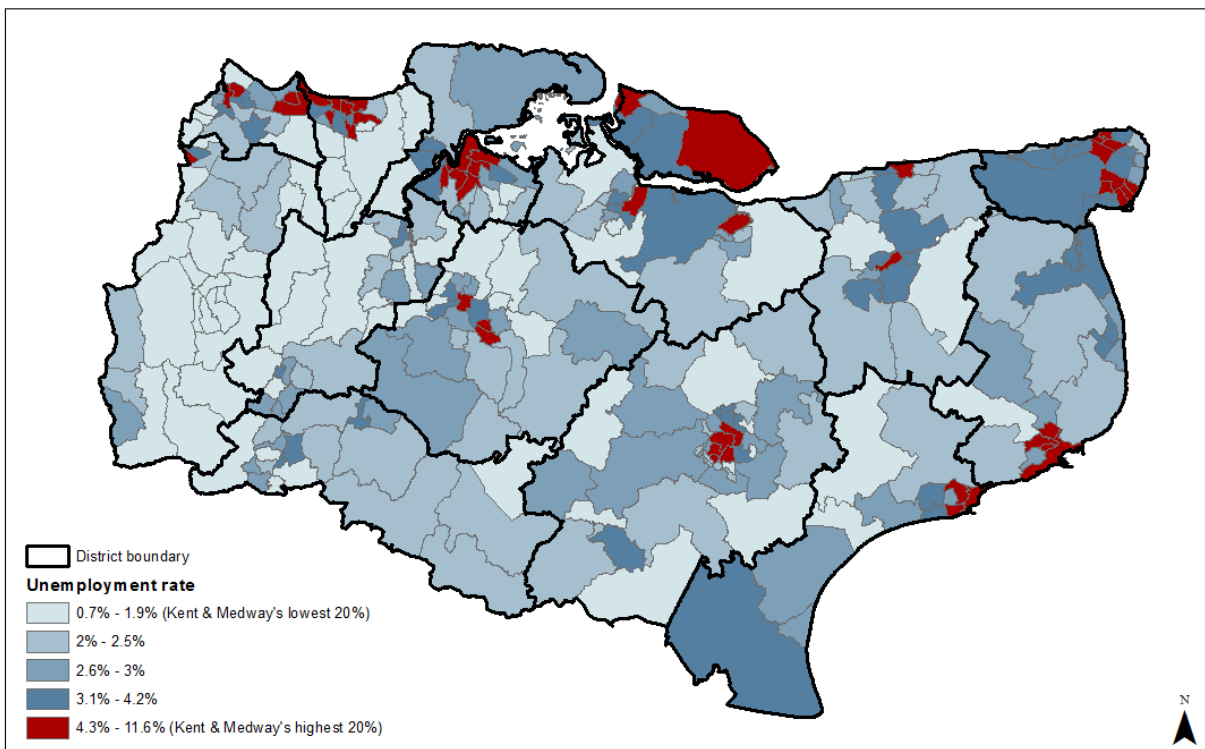 District boundary
Unemployment rate
0.7% - 1.9% (Kent & Medway's lowest 20%)
2% - 2.5%
2.6% - 3%
3.1% - 4.2%
4.3% - 11.6% (Kent & Medway's highest 20%)
N